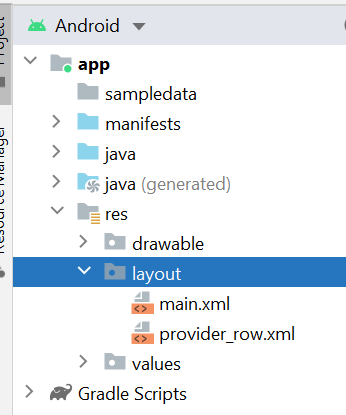 Project
Android
app
sampledata
manifests
java
java (generated)
res
drawable
layout
main.xml
provider_row.xml
values
Gradle Scripts
Resource Manager